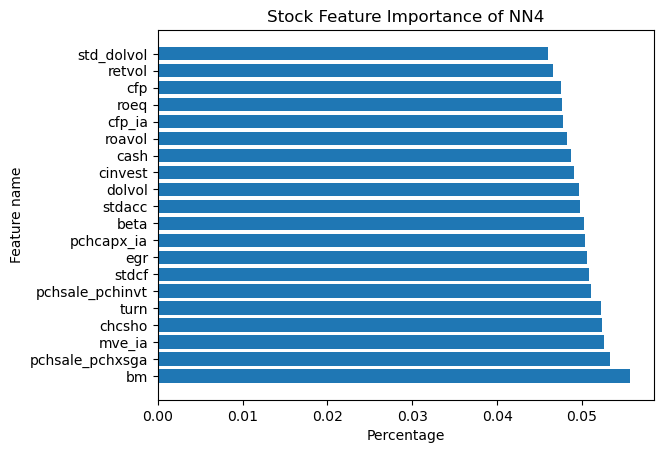 Stock Feature Importance of NN4
Feature name
std_dolvol
retvol
cfp
roeq
cfp_ia
roavol
cash
cinvest
dolvol
stdacc
beta
pchcapx_ia
egr
stdcf
pchsale_pchinvt
turn
chcsho
mve_ia
pchsale_pchxsga
bm
0.00 0.01 0.02 0.03 0.04 0.05
Percentage